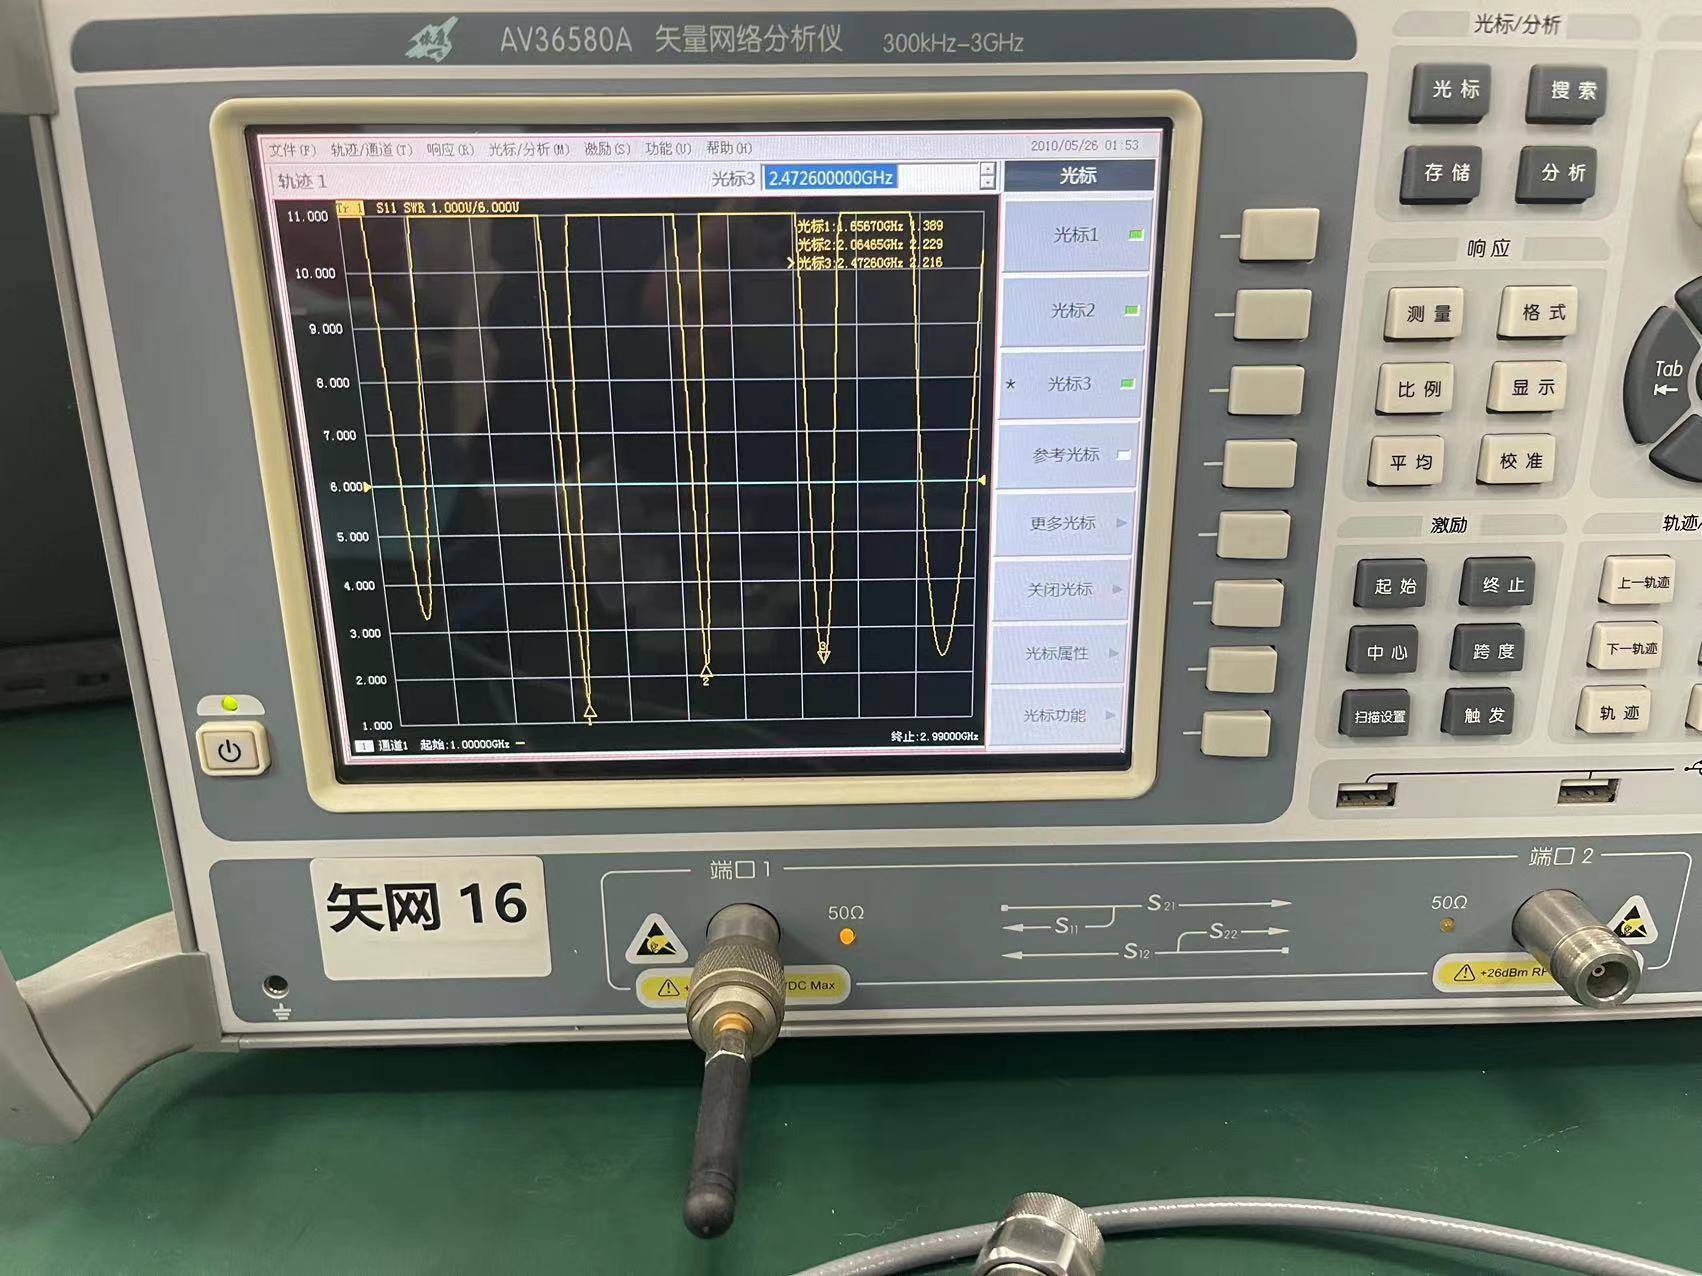 AV36580A 矢量网络分析仪 300kHz-3GHz
文件(F) 轨迹/通道(T) 响应(R) 光标/分析(M) 激励(S) 功能(U) 帮助(H) 2010/05/26 01:53
轨迹 1 光标3 2.472600000GHz 光标
Tr 1 S11 SWR 1.000U/6.000U
光标1:1.65670GHz 1.389
光标2:2.06465GHz 2.229
>光标3:2.47260GHz 2.216
11.000
10.000
9.000
8.000
7.000
6.000
5.000
4.000
3.000
2.000
1.000
1
2
3
1 通道1 起始:1.00000GHz
终止:2.99000GHz
光标1
光标2
* 光标3
参考光标
更多光标
关闭光标
光标属性
光标功能
光标/分析
光标 搜索
存储 分析
响应
测量 格式
比例 显示
平均 校准
Tab
激励
起始 终止
中心 跨度
扫描设置 触发
轨迹/
上一轨迹
下一轨迹
轨迹
矢网 16
端口 1
50Ω
DC Max
S21
S11
S22
S12
端口 2
50Ω
+26dBm RF